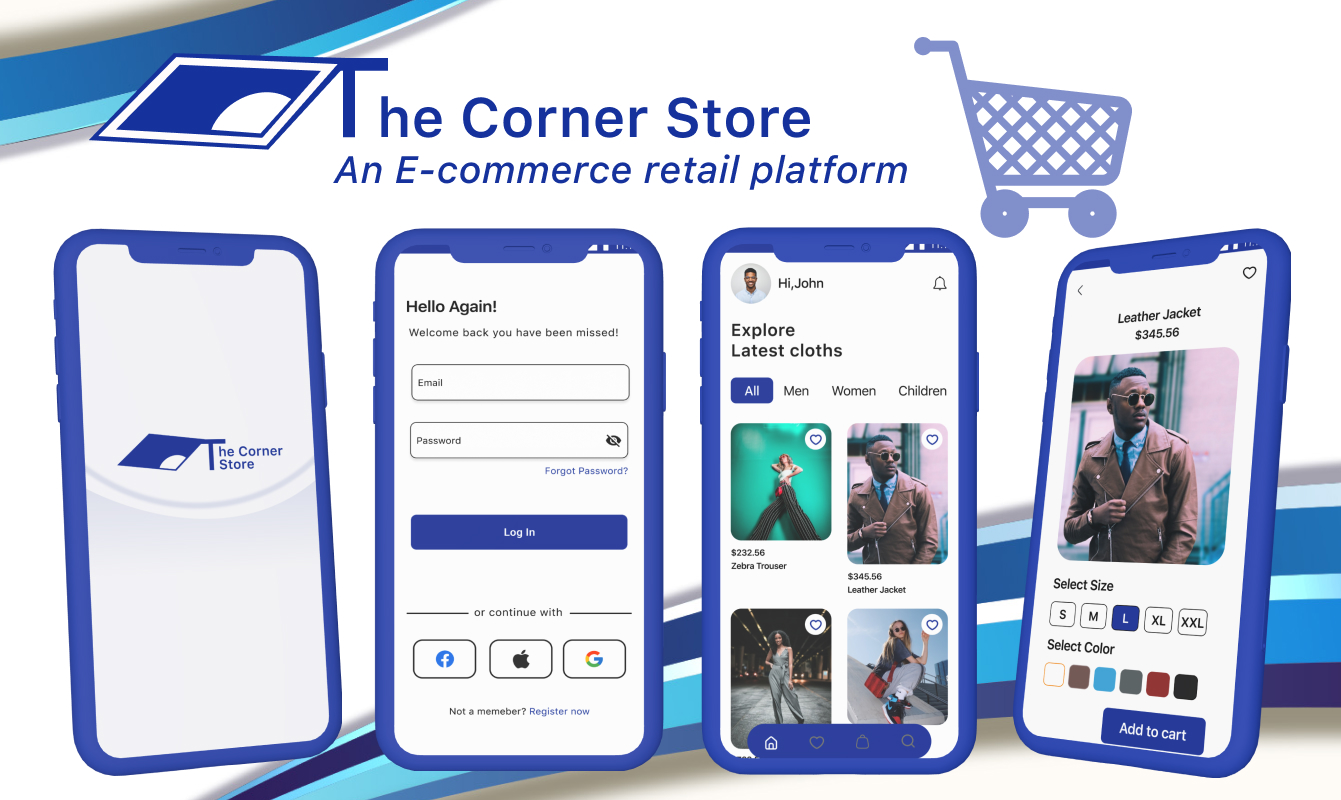 The Corner Store
An E-commerce retail platform
The Corner
Store
Hello Again!
Welcome back you have been missed!
Email
Password
Forgot Password?
Log In
or continue with
Not a memeber? Register now
Hi,John
Explore
Latest cloths
All Men Women Children
$232.56
Zebra Trouser
$345.56
Leather Jacket
Leather Jacket
$345.56
Select Size
S M L XL XXL
Select Color
Add to cart